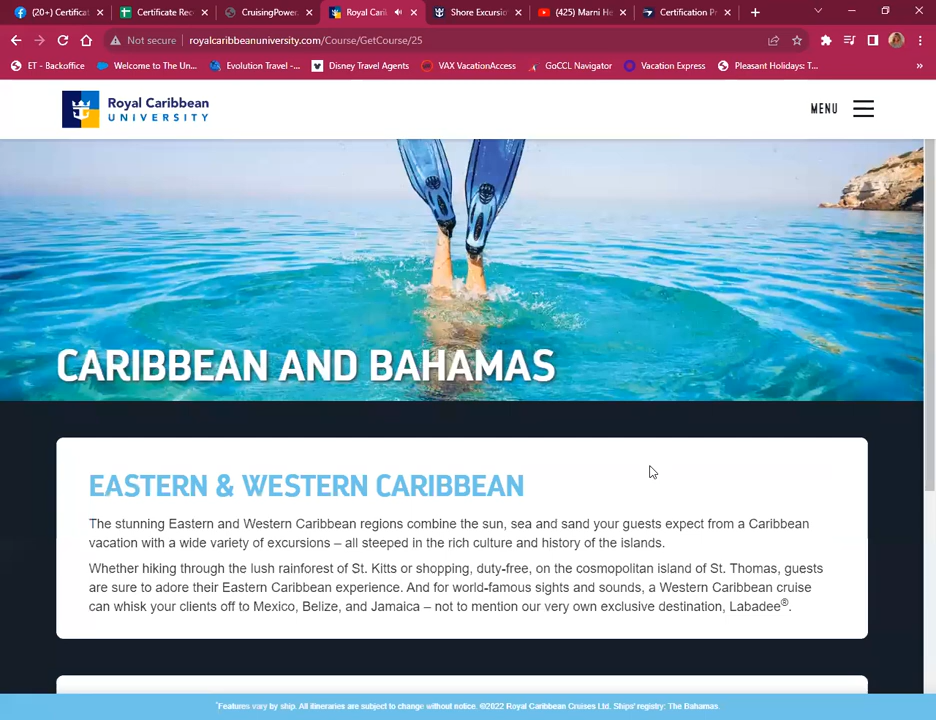 (20+) Certificat
Certificate Rec
CruisingPower.
Royal Cari
Shore Excursio
(425) Marni He
Certification Pr
Not secure | royalcaribbeanuniversity.com/Course/GetCourse/25
ET - Backoffice
Welcome to The Un...
Evolution Travel -...
Disney Travel Agents
VAX VacationAccess
GoCCL Navigator
Vacation Express
Pleasant Holidays: T...
»
Royal Caribbean
UNIVERSITY
MENU
CARIBBEAN AND BAHAMAS
EASTERN & WESTERN CARIBBEAN
The stunning Eastern and Western Caribbean regions combine the sun, sea and sand your guests expect from a Caribbean
vacation with a wide variety of excursions – all steeped in the rich culture and history of the islands.
Whether hiking through the lush rainforest of St. Kitts or shopping, duty-free, on the cosmopolitan island of St. Thomas, guests
are sure to adore their Eastern Caribbean experience. And for world-famous sights and sounds, a Western Caribbean cruise
can whisk your clients off to Mexico, Belize, and Jamaica – not to mention our very own exclusive destination, Labadee®.
*Features vary by ship. All itineraries are subject to change without notice. ©2022 Royal Caribbean Cruises Ltd. Ships' registry: The Bahamas.